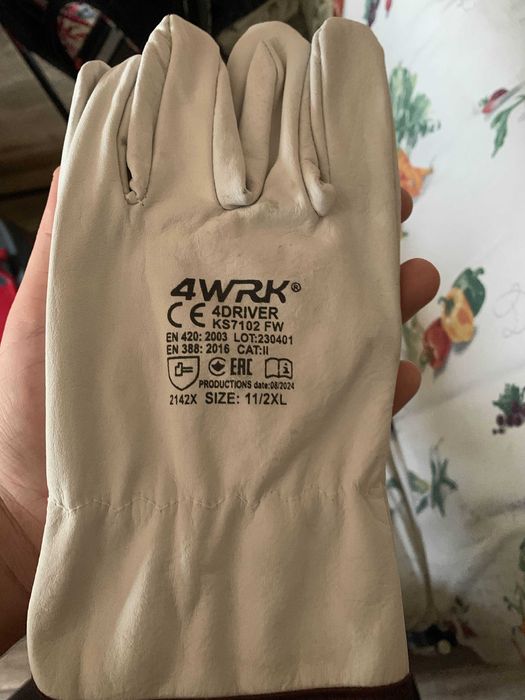 4WRK®
CE 4DRIVER
KS7102 FW
EN 420: 2003 LOT:230401
EN 388: 2016 CAT:II
EAC
PRODUCTIONS date:08/2024
2142X SIZE: 11/2XL